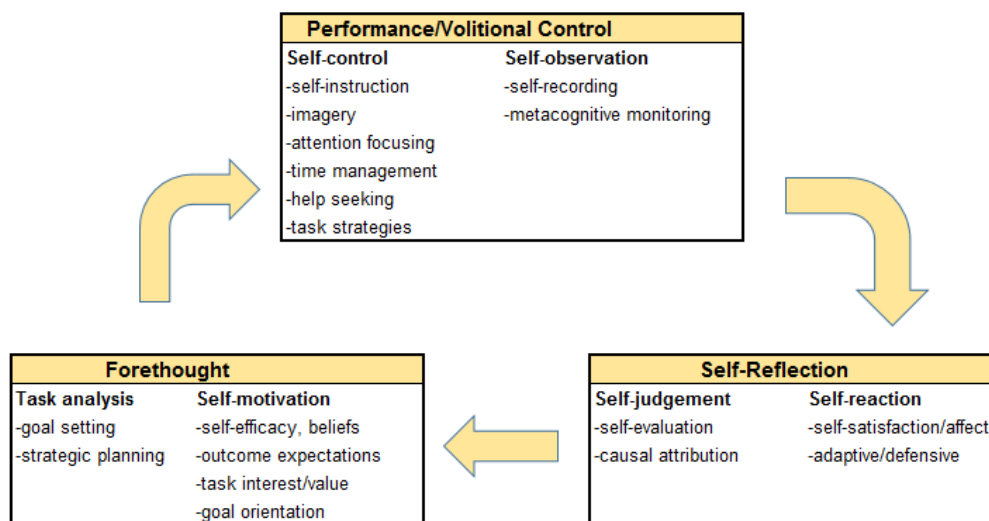 Performance/Volitional Control
Self-control Self-observation
-self-instruction -self-recording
-imagery -metacognitive monitoring
-attention focusing
-time management
-help seeking
-task strategies
Forethought
Task analysis Self-motivation
-goal setting -self-efficacy, beliefs
-strategic planning -outcome expectations
-task interest/value
-goal orientation
Self-Reflection
Self-judgement Self-reaction
-self-evaluation -self-satisfaction/affect
-causal attribution -adaptive/defensive